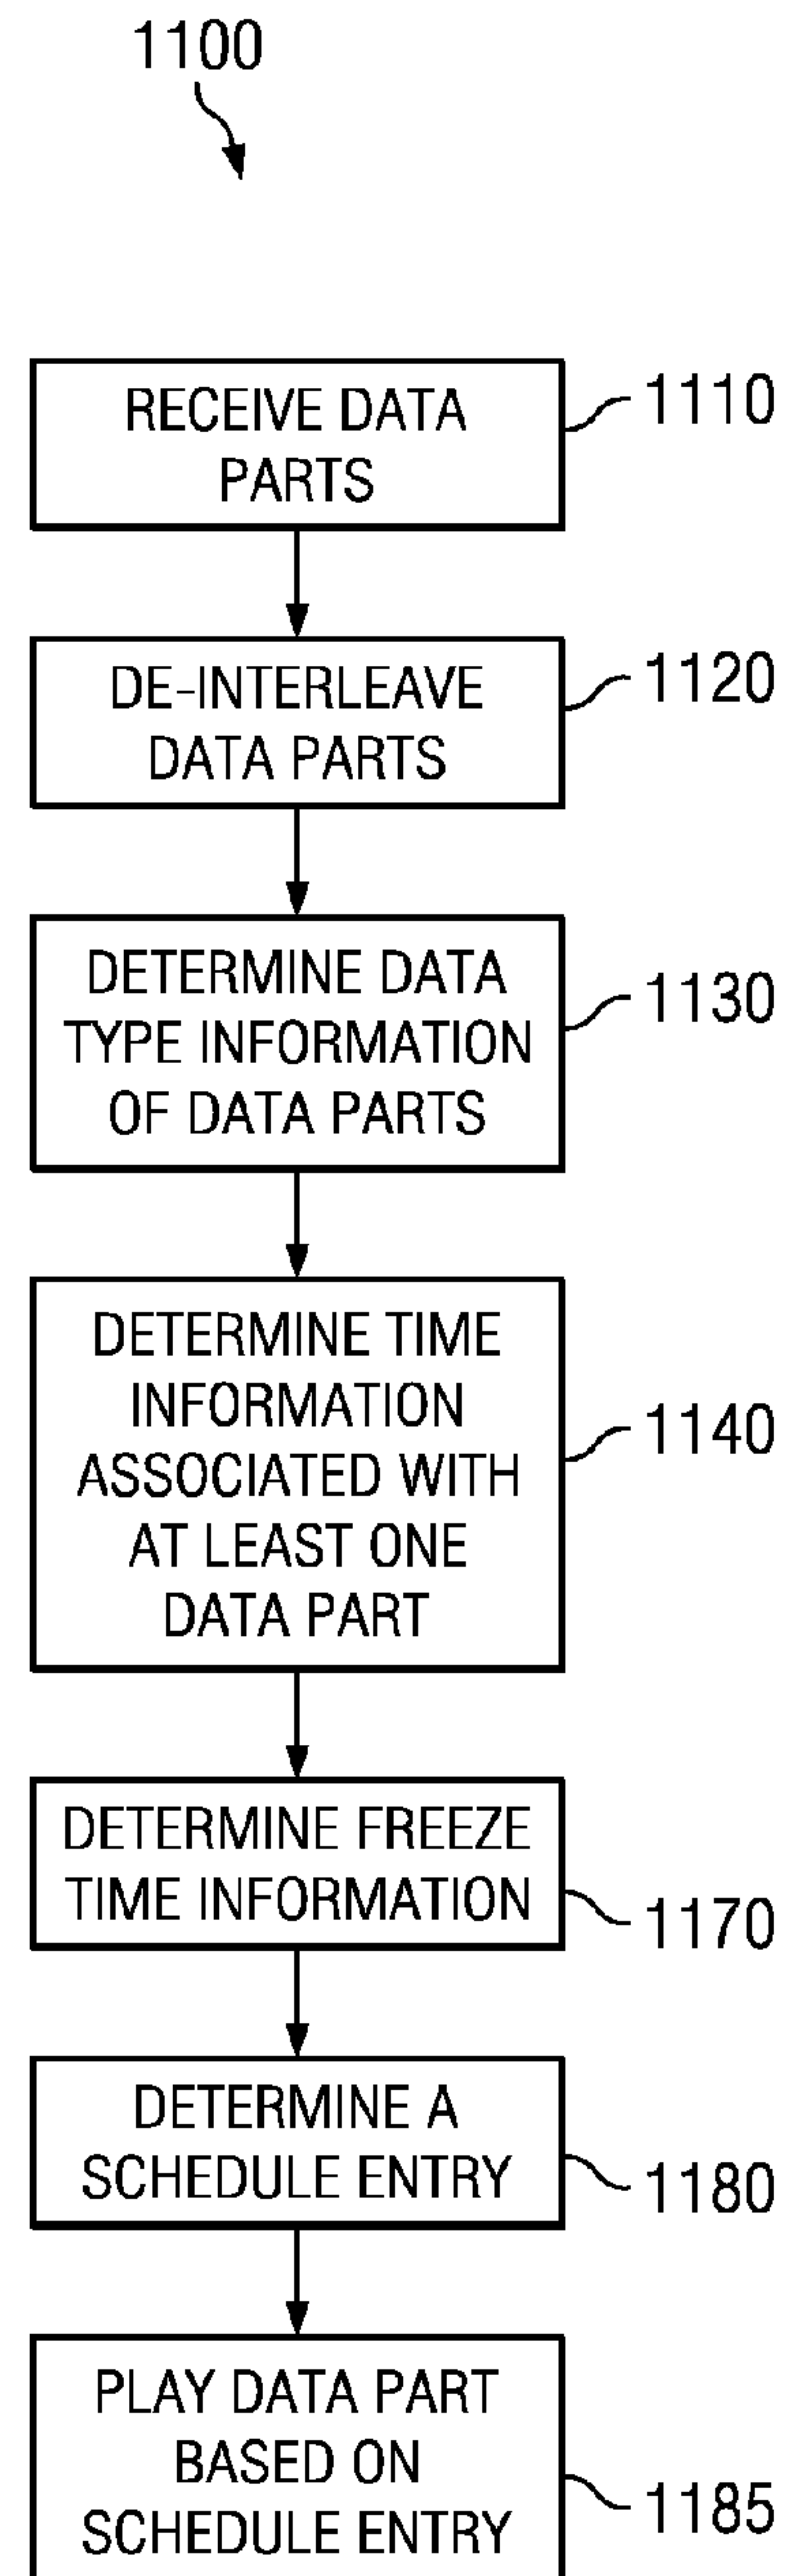 1100
RECEIVE DATA
PARTS
1110
DE-INTERLEAVE
DATA PARTS
1120
DETERMINE DATA
TYPE INFORMATION
OF DATA PARTS
1130
DETERMINE TIME
INFORMATION
ASSOCIATED WITH
AT LEAST ONE
DATA PART
1140
DETERMINE FREEZE
TIME INFORMATION
1170
DETERMINE A
SCHEDULE ENTRY
1180
PLAY DATA PART
BASED ON
SCHEDULE ENTRY
1185